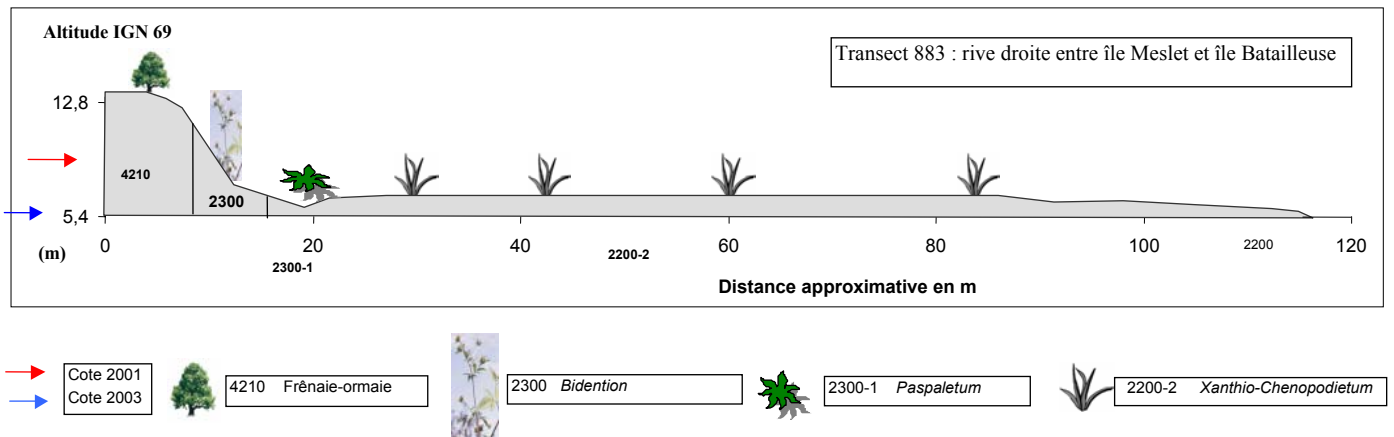 Altitude IGN 69
Transect 883 : rive droite entre île Meslet et île Batailleuse
12,8
4210
2300
5,4
(m)
0 20 40 60 80 100 120
2300-1 2200-2 2200
Distance approximative en m
Cote 2001
Cote 2003
4210 Frênaie-ormaie
2300 Bidention
2300-1 Paspaletum
2200-2 Xanthio-Chenopodietum